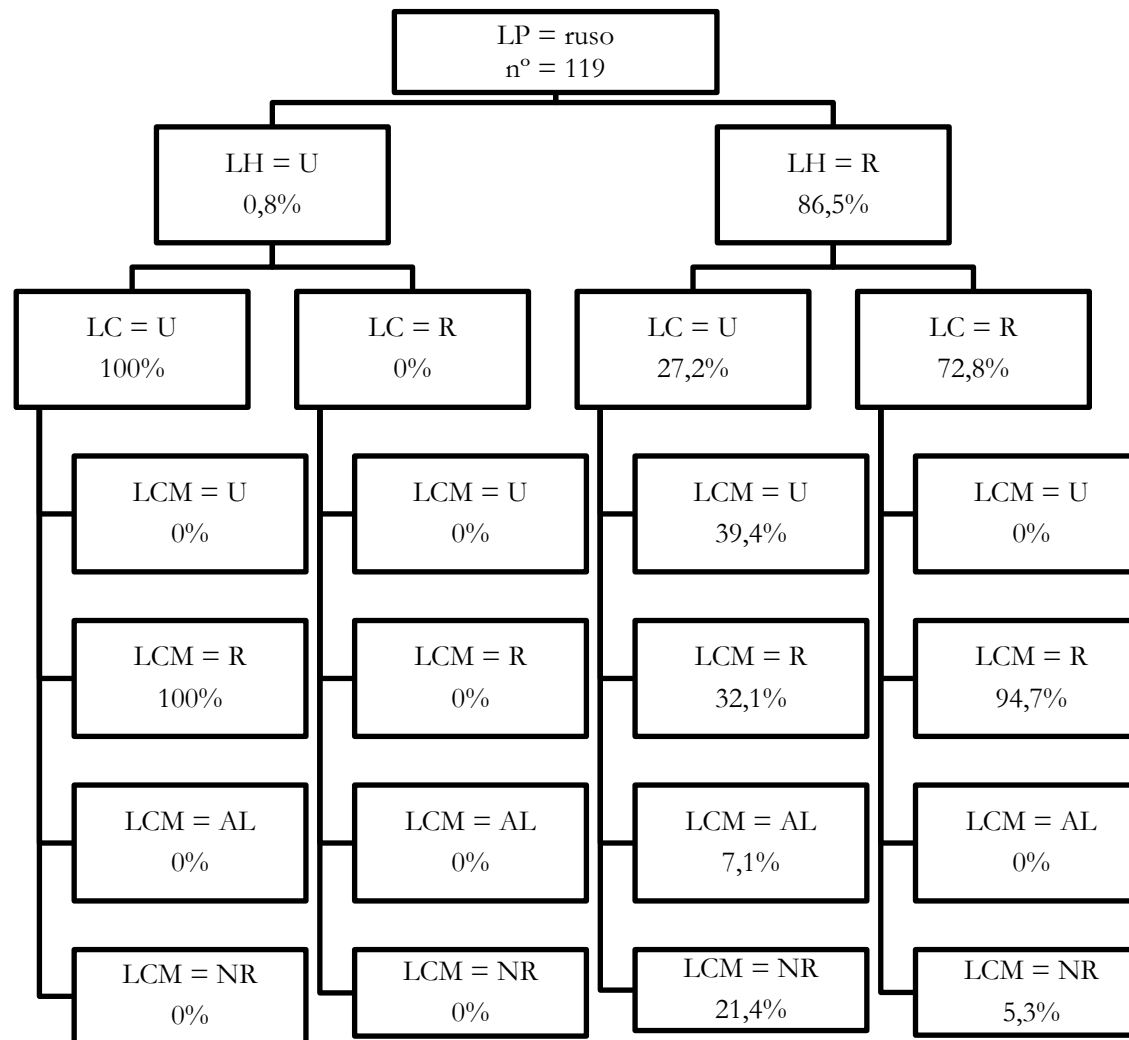 LP = ruso
nº = 119
LH = U
0,8%
LH = R
86,5%
LC = U
100%
LC = R
0%
LC = U
27,2%
LC = R
72,8%
LCM = U
0%
LCM = U
0%
LCM = U
39,4%
LCM = U
0%
LCM = R
100%
LCM = R
0%
LCM = R
32,1%
LCM = R
94,7%
LCM = AL
0%
LCM = AL
0%
LCM = AL
7,1%
LCM = AL
0%
LCM = NR
0%
LCM = NR
0%
LCM = NR
21,4%
LCM = NR
5,3%